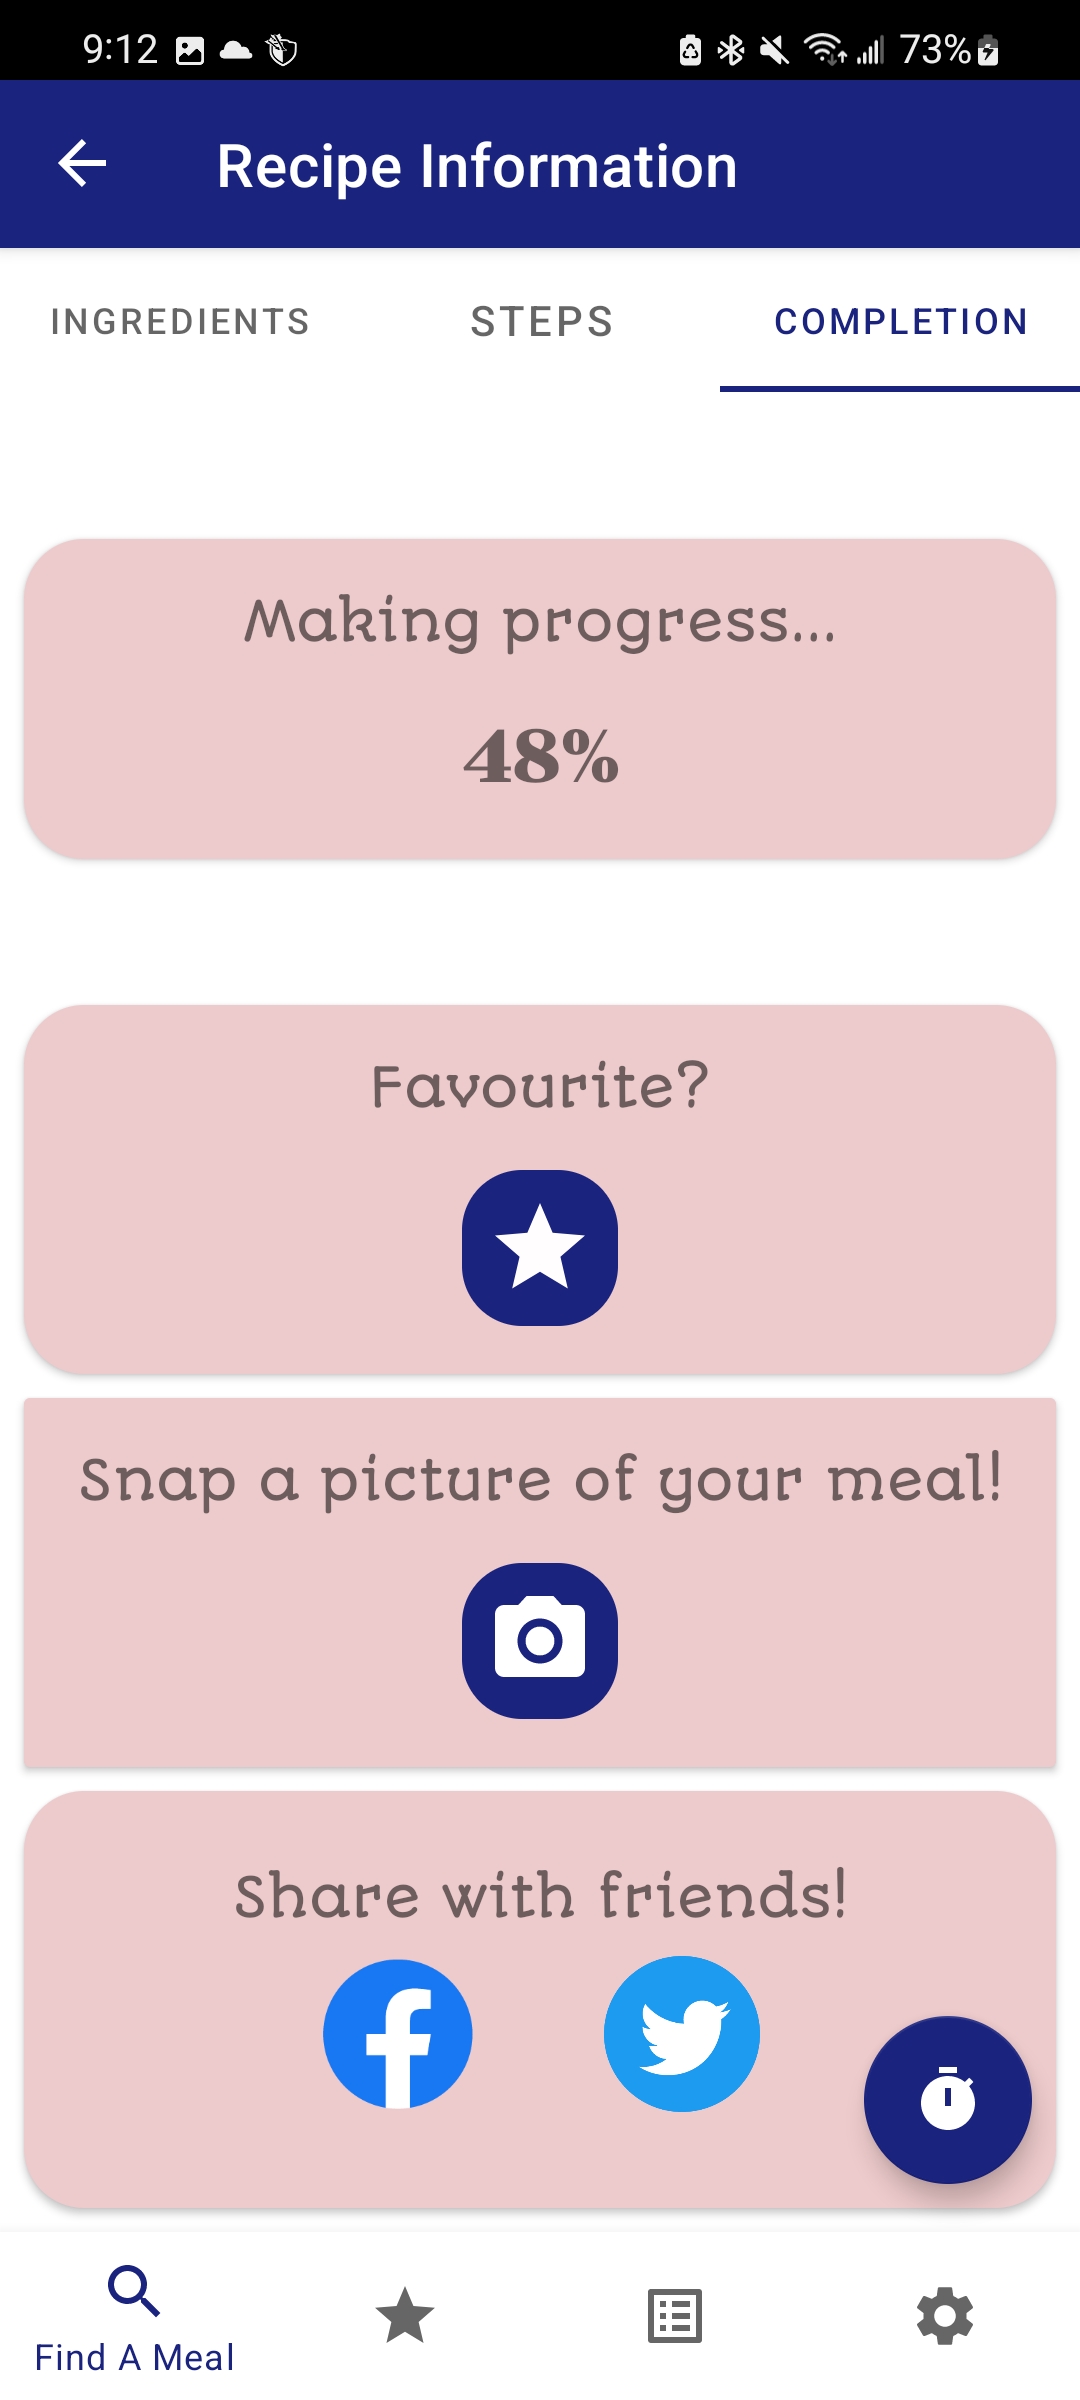 9:12
73%
Recipe Information
INGREDIENTS STEPS COMPLETION
Making progress...
48%
Favourite?
Snap a picture of your meal!
Share with friends!
Find A Meal